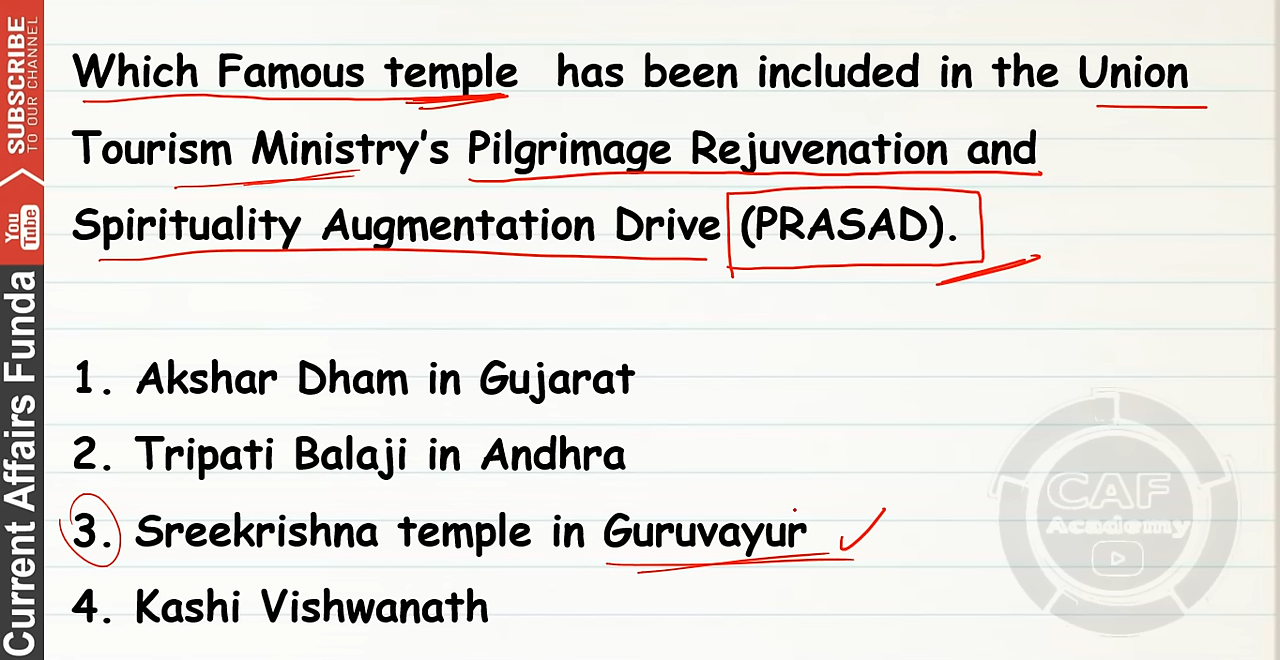 Which Famous temple has been included in the Union
Tourism Ministry's Pilgrimage Rejuvenation and
Spirituality Augmentation Drive (PRASAD).
1. Akshar Dham in Gujarat
2. Tripati Balaji in Andhra
3. Sreekrishna temple in Guruvayur
4. Kashi Vishwanath
SUBSCRIBE
TO OUR CHANNEL
You Tube
Current Affairs Funda
CAF
Academy